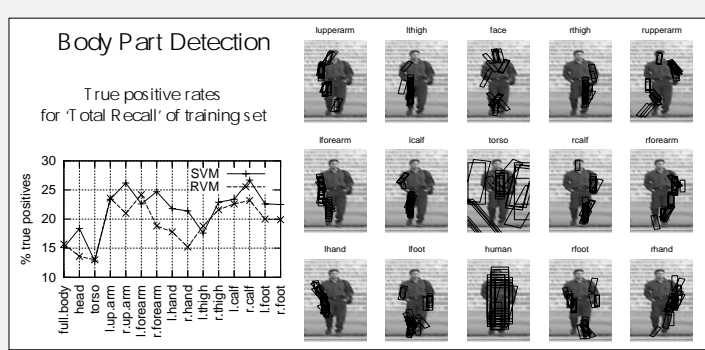 Body Part Detection
True positive rates
for ‘Total Recall’ of training set
30
25
20
15
10
% true positives
SVM
RVM
full.body
head
torso
l.up.arm
r.up.arm
l.forearm
r.forearm
l.hand
r.hand
l.thigh
r.thigh
l.calf
r.calf
l.foot
r.foot
lupperarm lthigh face rthigh rupperarm
lforearm lcalf torso rcalf rforearm
lhand lfoot human rfoot rhand